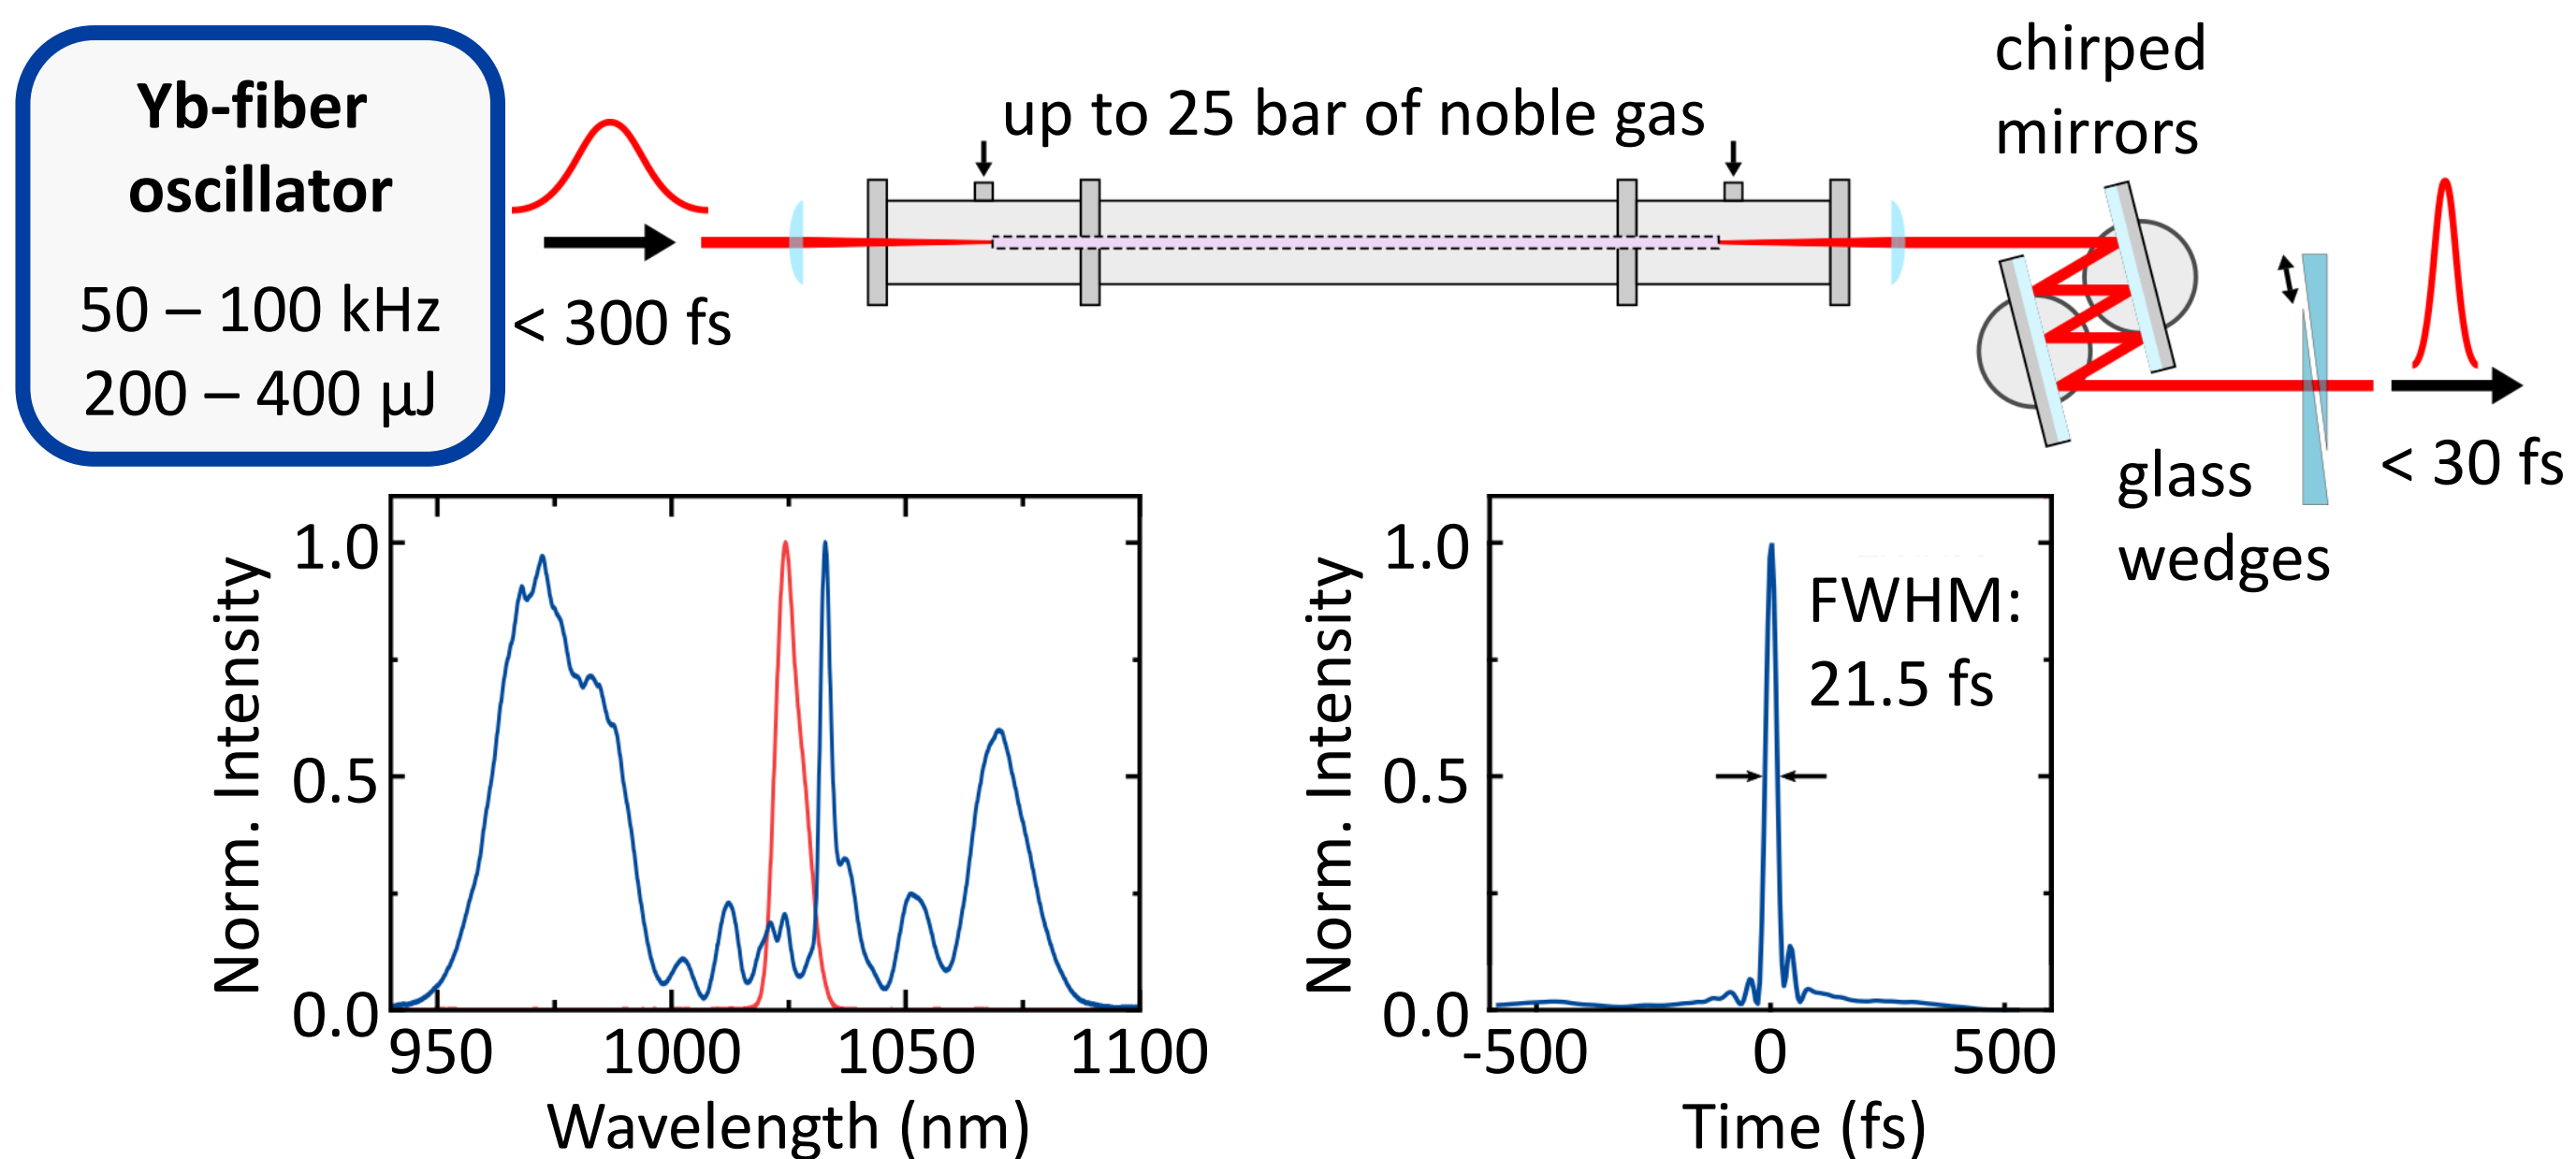 Yb-fiber
oscillator
50 – 100 kHz
200 – 400 µJ
< 300 fs
up to 25 bar of noble gas
chirped
mirrors
glass
wedges
< 30 fs
Norm. Intensity
1.0
0.5
0.0
950
1000
1050
1100
Wavelength (nm)
Norm. Intensity
1.0
0.5
0.0
FWHM:
21.5 fs
-500
0
500
Time (fs)